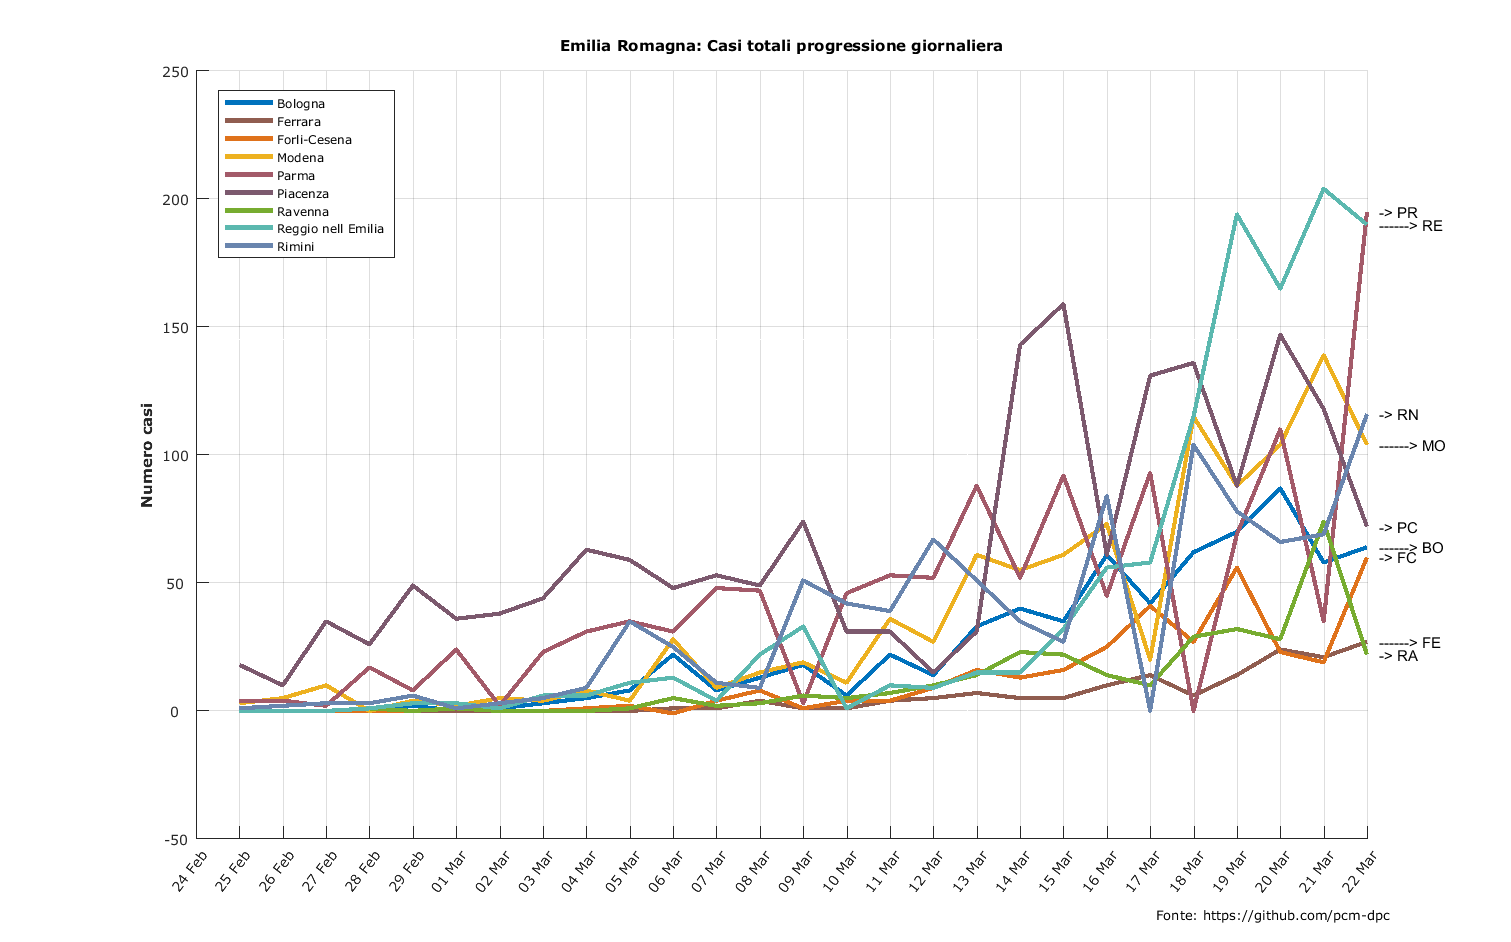 Emilia Romagna: Casi totali progressione giornaliera
250
200
150
100
50
0
-50
Numero casi
Bologna
Ferrara
Forli-Cesena
Modena
Parma
Piacenza
Ravenna
Reggio nell Emilia
Rimini
-> PR
------> RE
-> RN
------> MO
-> PC
------> BO
-> FC
------> FE
-> RA
24 Feb
25 Feb
26 Feb
27 Feb
28 Feb
29 Feb
01 Mar
02 Mar
03 Mar
04 Mar
05 Mar
06 Mar
07 Mar
08 Mar
09 Mar
10 Mar
11 Mar
12 Mar
13 Mar
14 Mar
15 Mar
16 Mar
17 Mar
18 Mar
19 Mar
20 Mar
21 Mar
22 Mar
Fonte: https://github.com/pcm-dpc